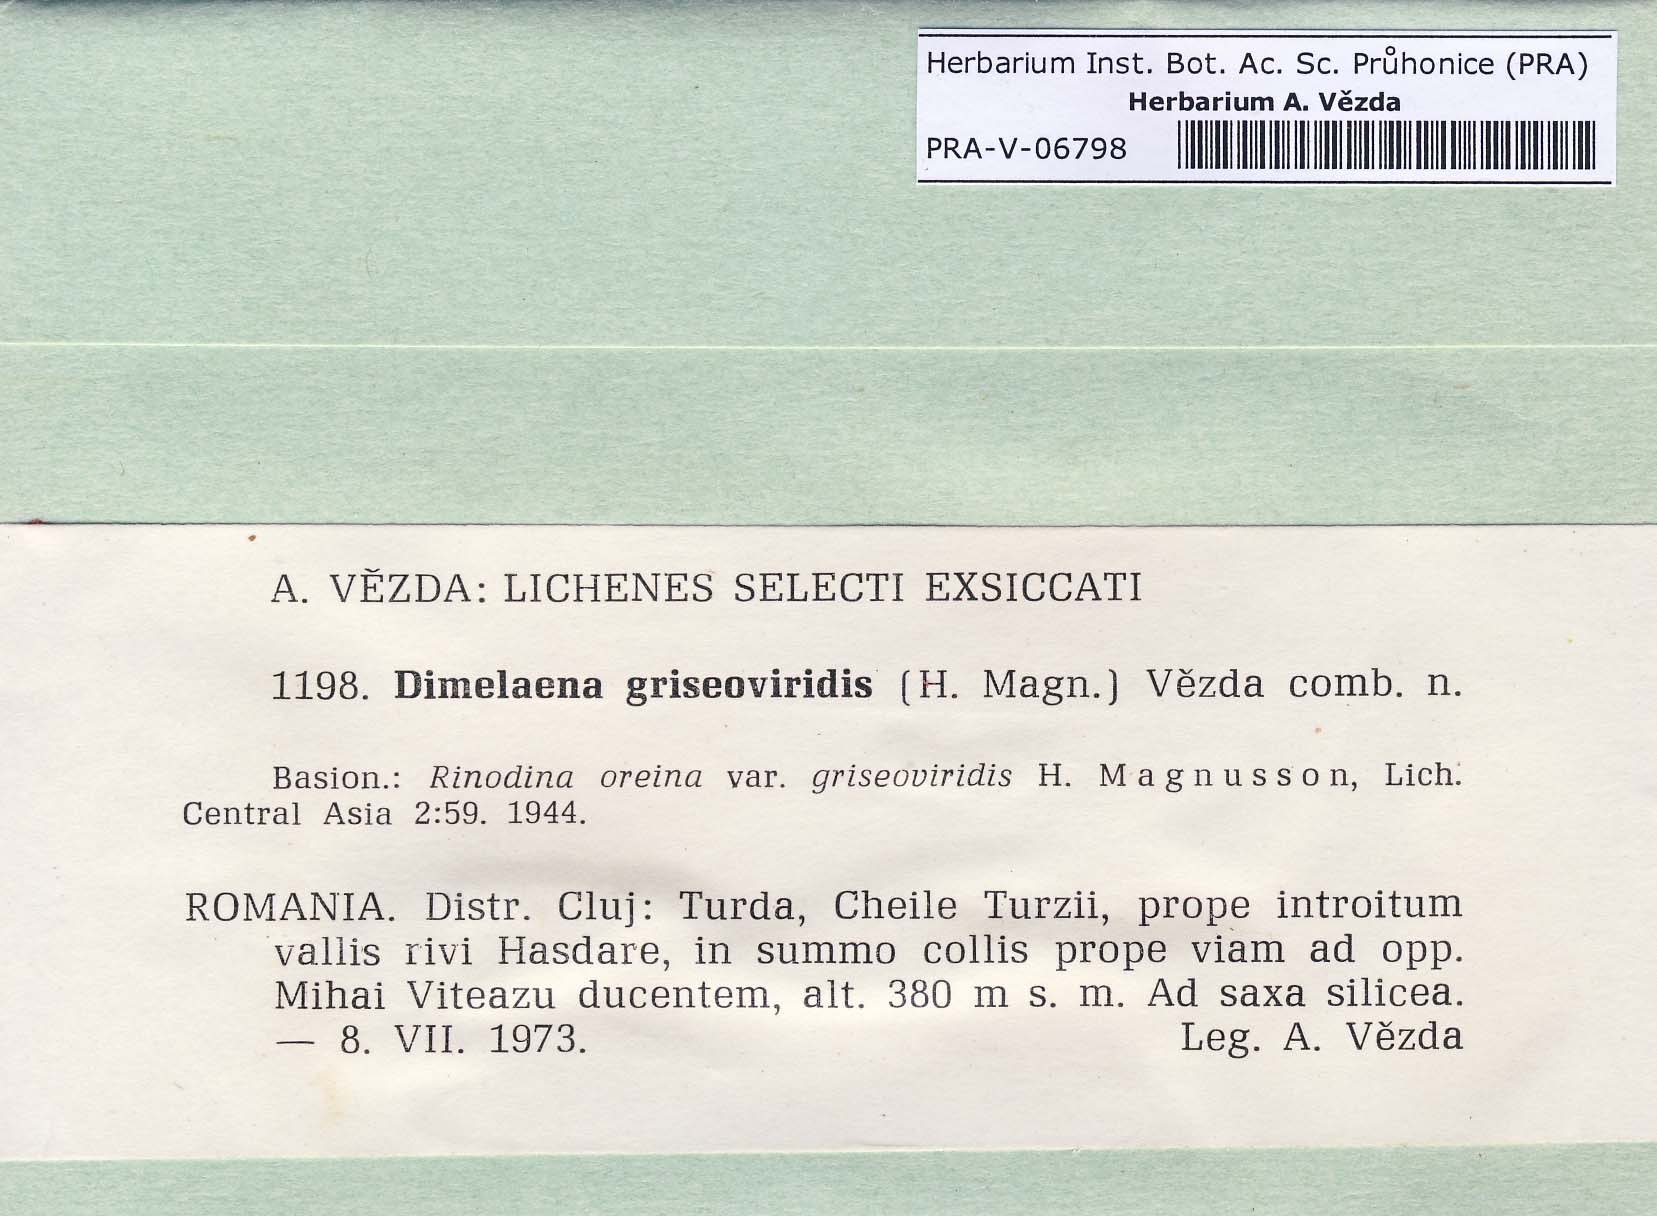 Herbarium Inst. Bot. Ac. Sc. Průhonice (PRA)
Herbarium A. Vězda
PRA-V-06798
A. VĚZDA: LICHENES SELECTI EXSICCATI
1198. Dimelaena griseoviridis (H. Magn.) Vězda comb. n.
Basion.: Rinodina oreina var. griseoviridis H. Magnusson, Lich.
Central Asia 2:59. 1944.
ROMANIA. Distr. Cluj: Turda, Cheile Turzii, prope introitum
vallis rivi Hasdare, in summo collis prope viam ad opp.
Mihai Viteazu ducentem, alt. 380 m s. m. Ad saxa silicea.
— 8. VII. 1973. Leg. A. Vězda